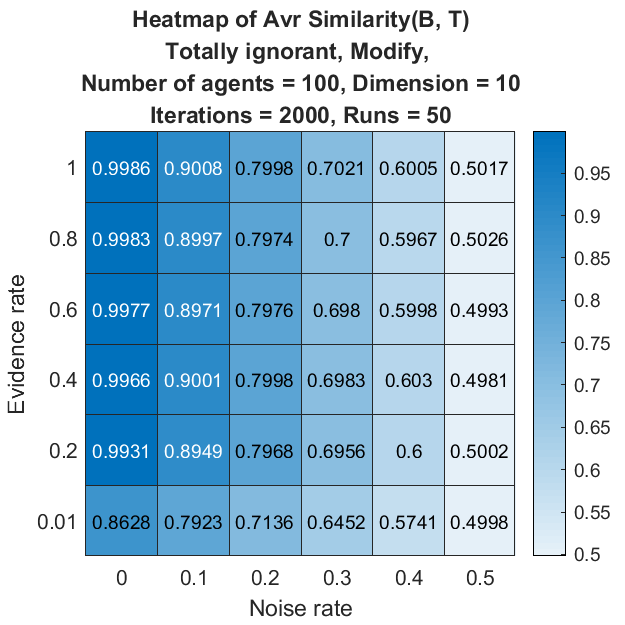 Heatmap of Avr Similarity(B, T)
Totally ignorant, Modify,
Number of agents = 100, Dimension = 10
Iterations = 2000, Runs = 50
Evidence rate
1 0.9986 0.9008 0.7998 0.7021 0.6005 0.5017
0.8 0.9983 0.8997 0.7974 0.7 0.5967 0.5026
0.6 0.9977 0.8971 0.7976 0.698 0.5998 0.4993
0.4 0.9966 0.9001 0.7998 0.6983 0.603 0.4981
0.2 0.9931 0.8949 0.7968 0.6956 0.6 0.5002
0.01 0.8628 0.7923 0.7136 0.6452 0.5741 0.4998
0 0.1 0.2 0.3 0.4 0.5
Noise rate
0.95
0.9
0.85
0.8
0.75
0.7
0.65
0.6
0.55
0.5